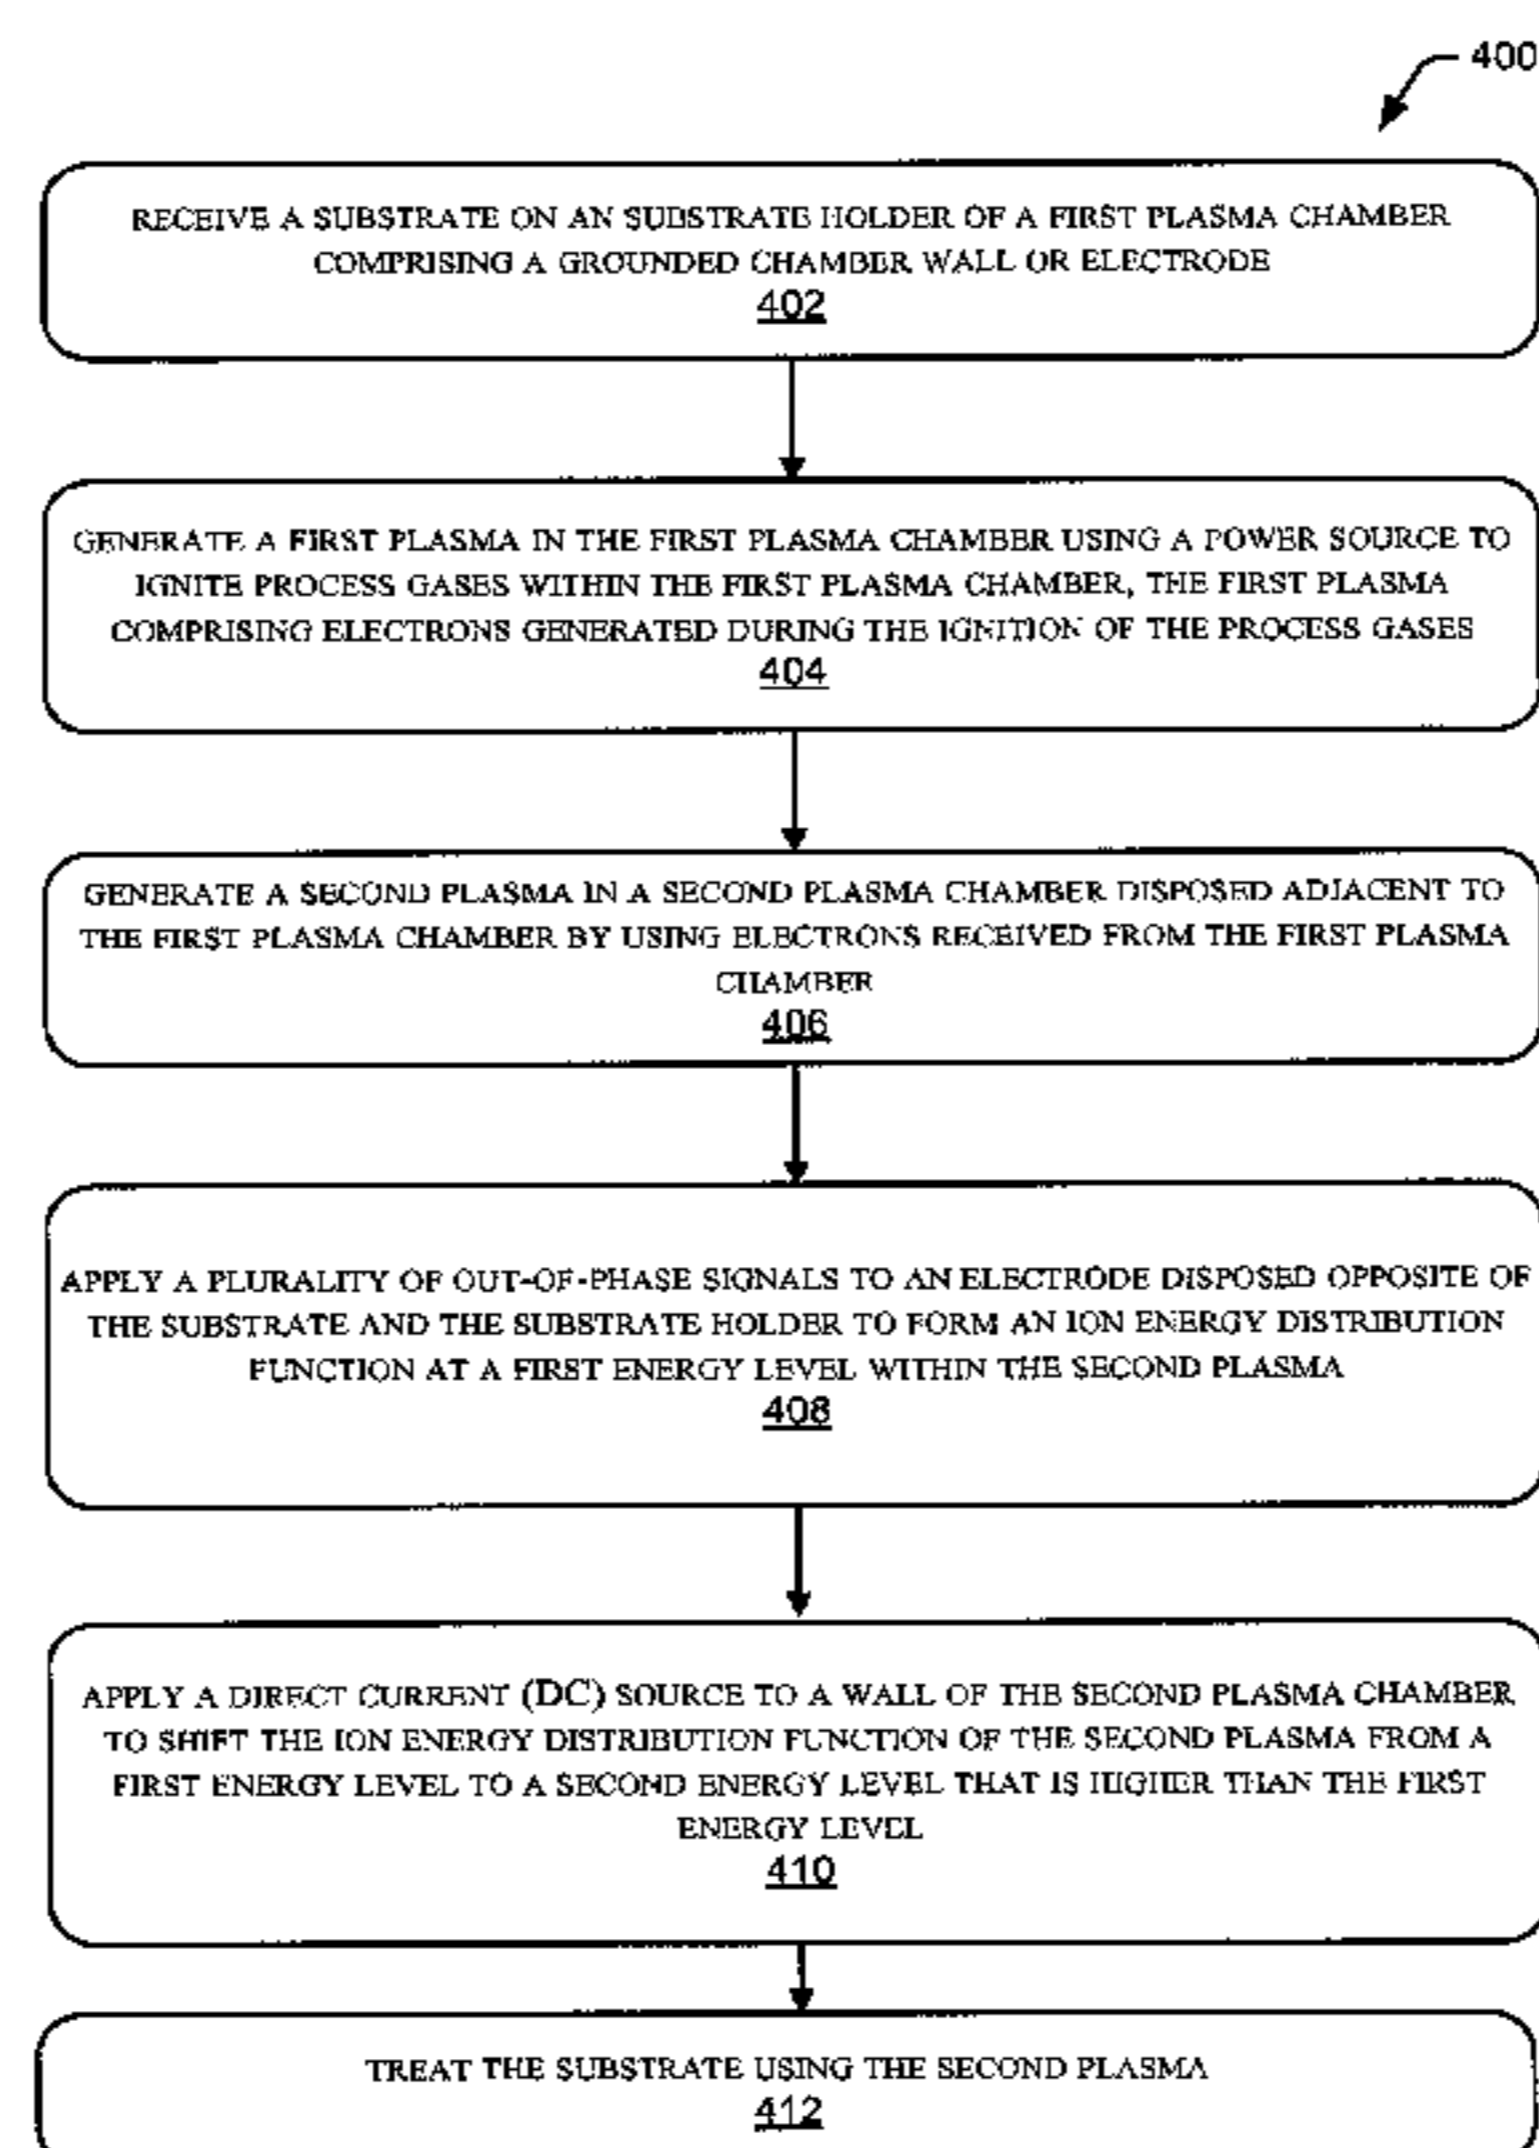 400
RECEIVE A SUBSTRATE ON AN SUBSTRATE HOLDER OF A FIRST PLASMA CHAMBER
COMPRISING A GROUNDED CHAMBER WALL OR ELECTRODE
402
GENERATE A FIRST PLASMA IN THE FIRST PLASMA CHAMBER USING A POWER SOURCE TO
IGNITE PROCESS GASES WITHIN THE FIRST PLASMA CHAMBER, THE FIRST PLASMA
COMPRISING ELECTRONS GENERATED DURING THE IGNITION OF THE PROCESS GASES
404
GENERATE A SECOND PLASMA IN A SECOND PLASMA CHAMBER DISPOSED ADJACENT TO
THE FIRST PLASMA CHAMBER BY USING ELECTRONS RECEIVED FROM THE FIRST PLASMA
CHAMBER
406
APPLY A PLURALITY OF OUT-OF-PHASE SIGNALS TO AN ELECTRODE DISPOSED OPPOSITE OF
THE SUBSTRATE AND THE SUBSTRATE HOLDER TO FORM AN ION ENERGY DISTRIBUTION
FUNCTION AT A FIRST ENERGY LEVEL WITHIN THE SECOND PLASMA
408
APPLY A DIRECT CURRENT (DC) SOURCE TO A WALL OF THE SECOND PLASMA CHAMBER
TO SHIFT THE ION ENERGY DISTRIBUTION FUNCTION OF THE SECOND PLASMA FROM A
FIRST ENERGY LEVEL TO A SECOND ENERGY LEVEL THAT IS HIGHER THAN THE FIRST
ENERGY LEVEL
410
TREAT THE SUBSTRATE USING THE SECOND PLASMA
412